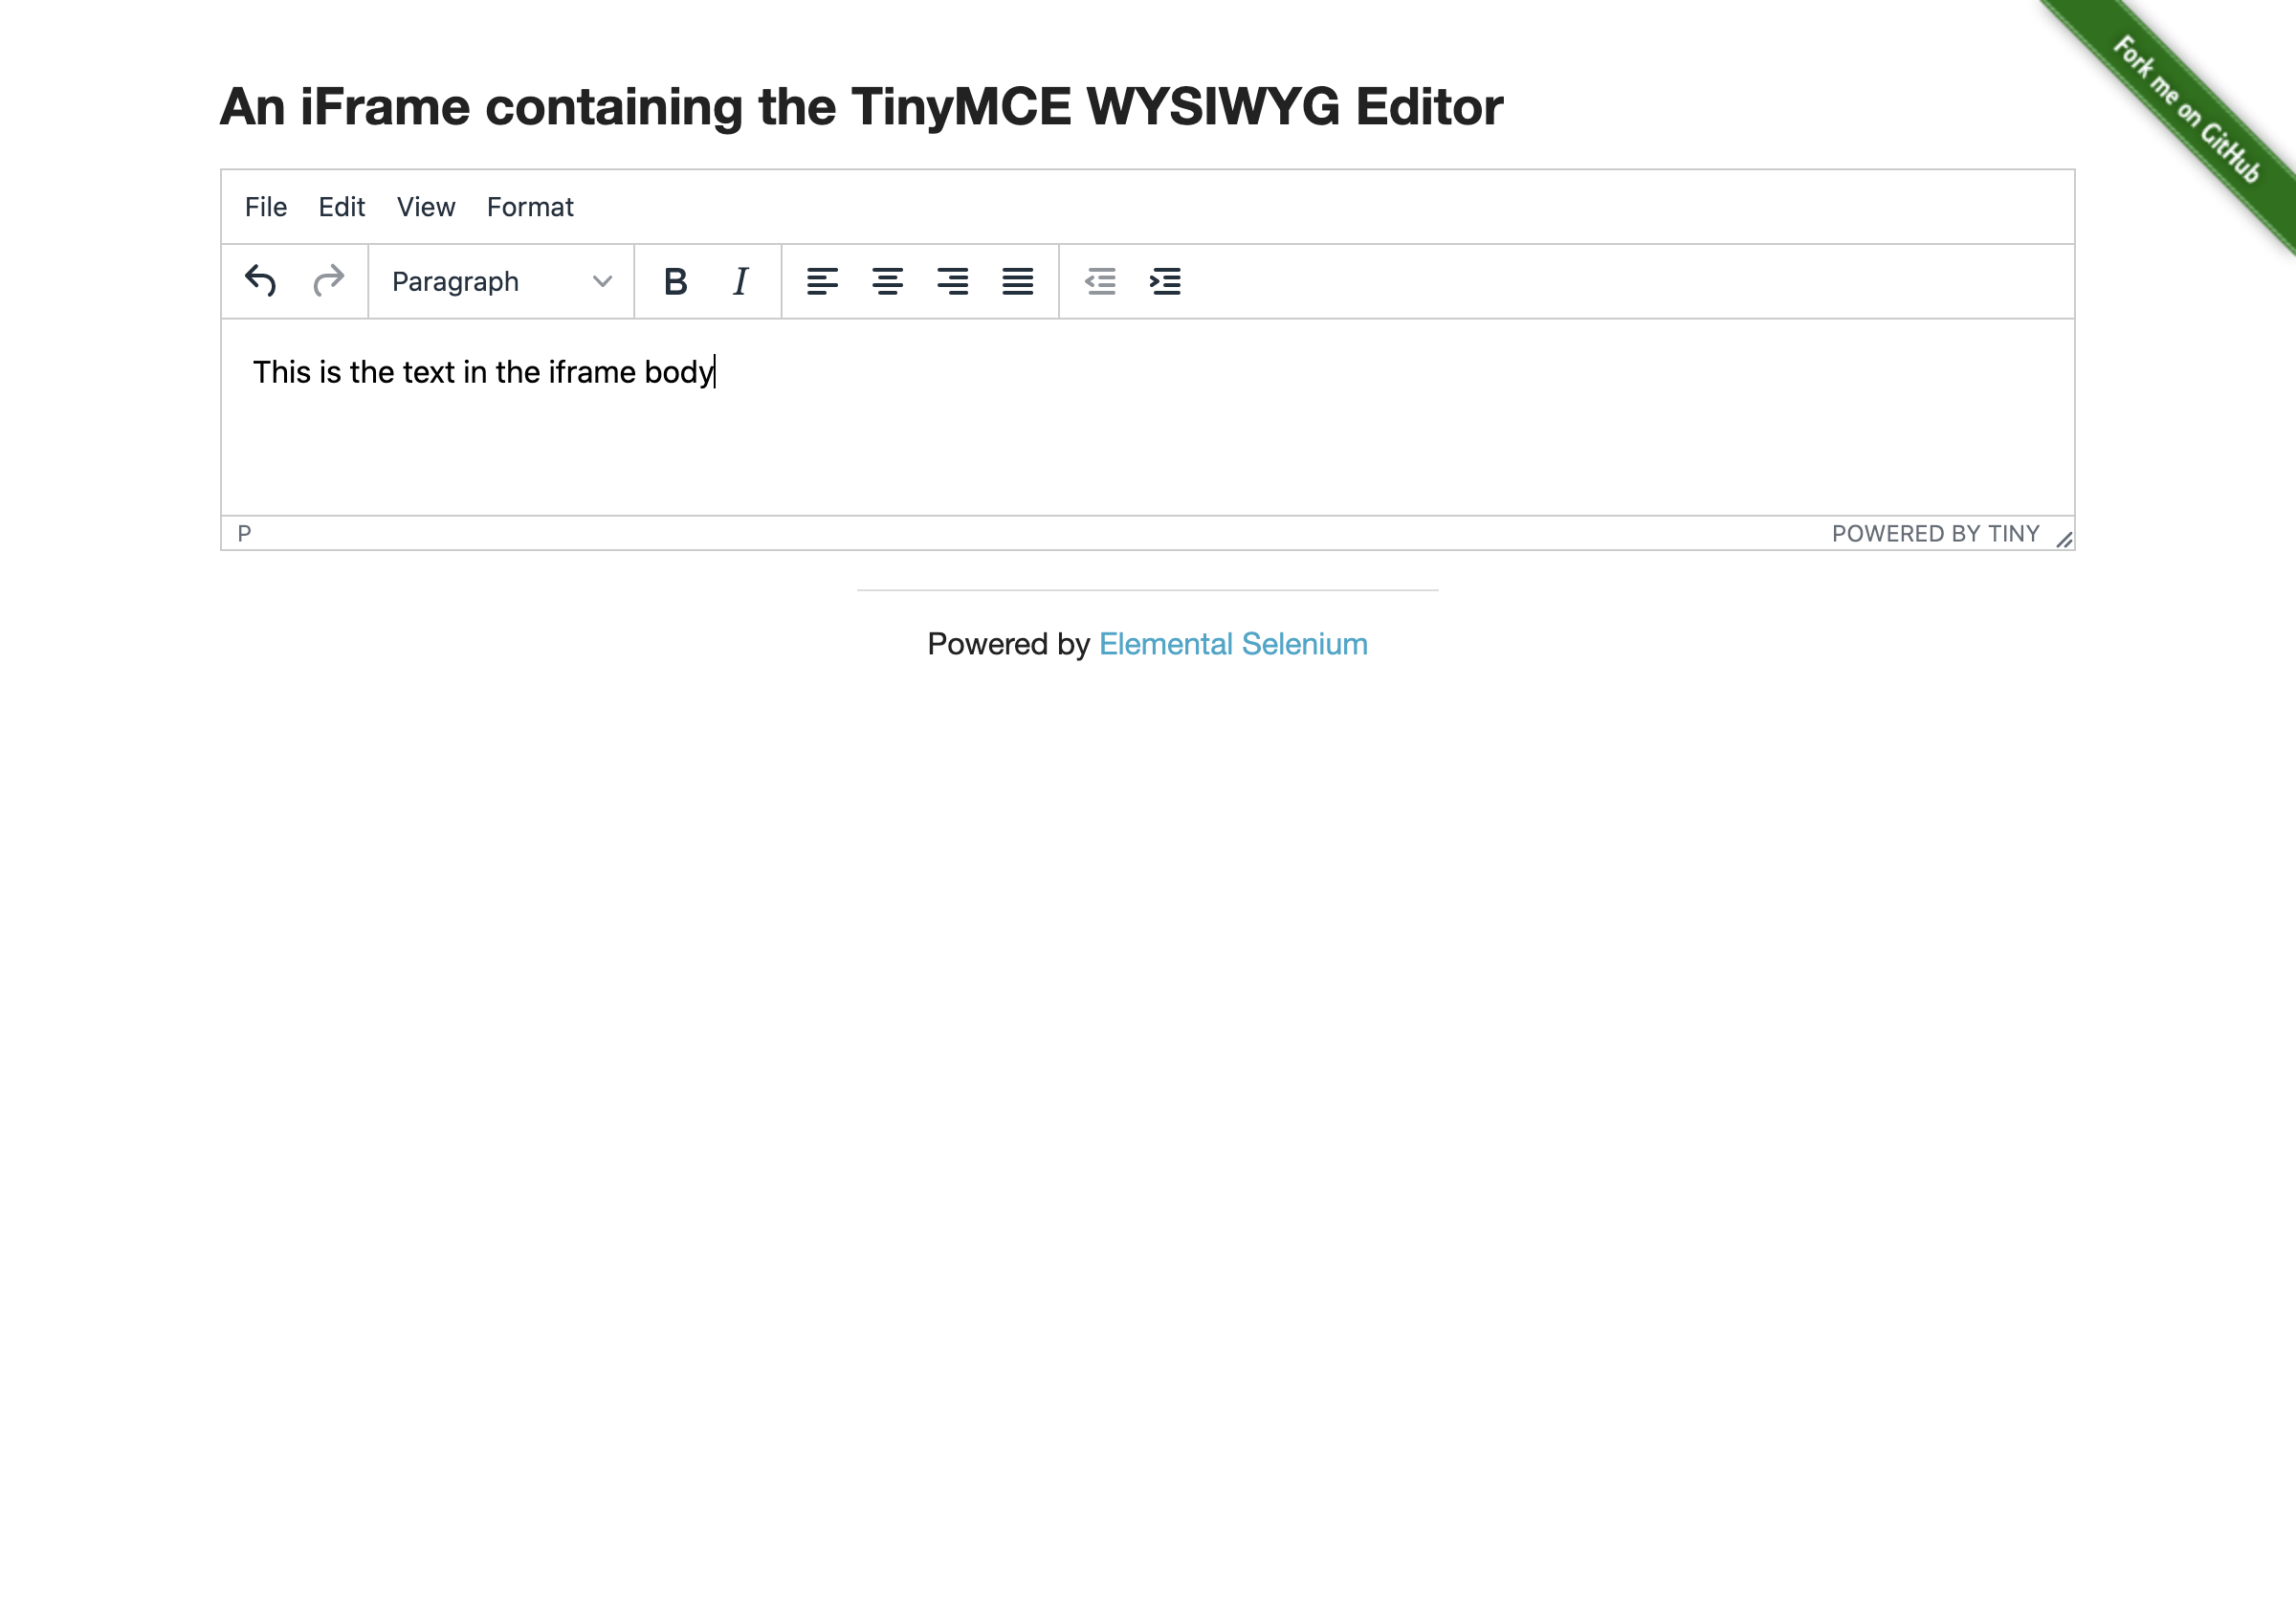 Fork me on GitHub
An iFrame containing the TinyMCE WYSIWYG Editor
File Edit View Format
Paragraph B I
This is the text in the iframe body
P POWERED BY TINY
Powered by Elemental Selenium